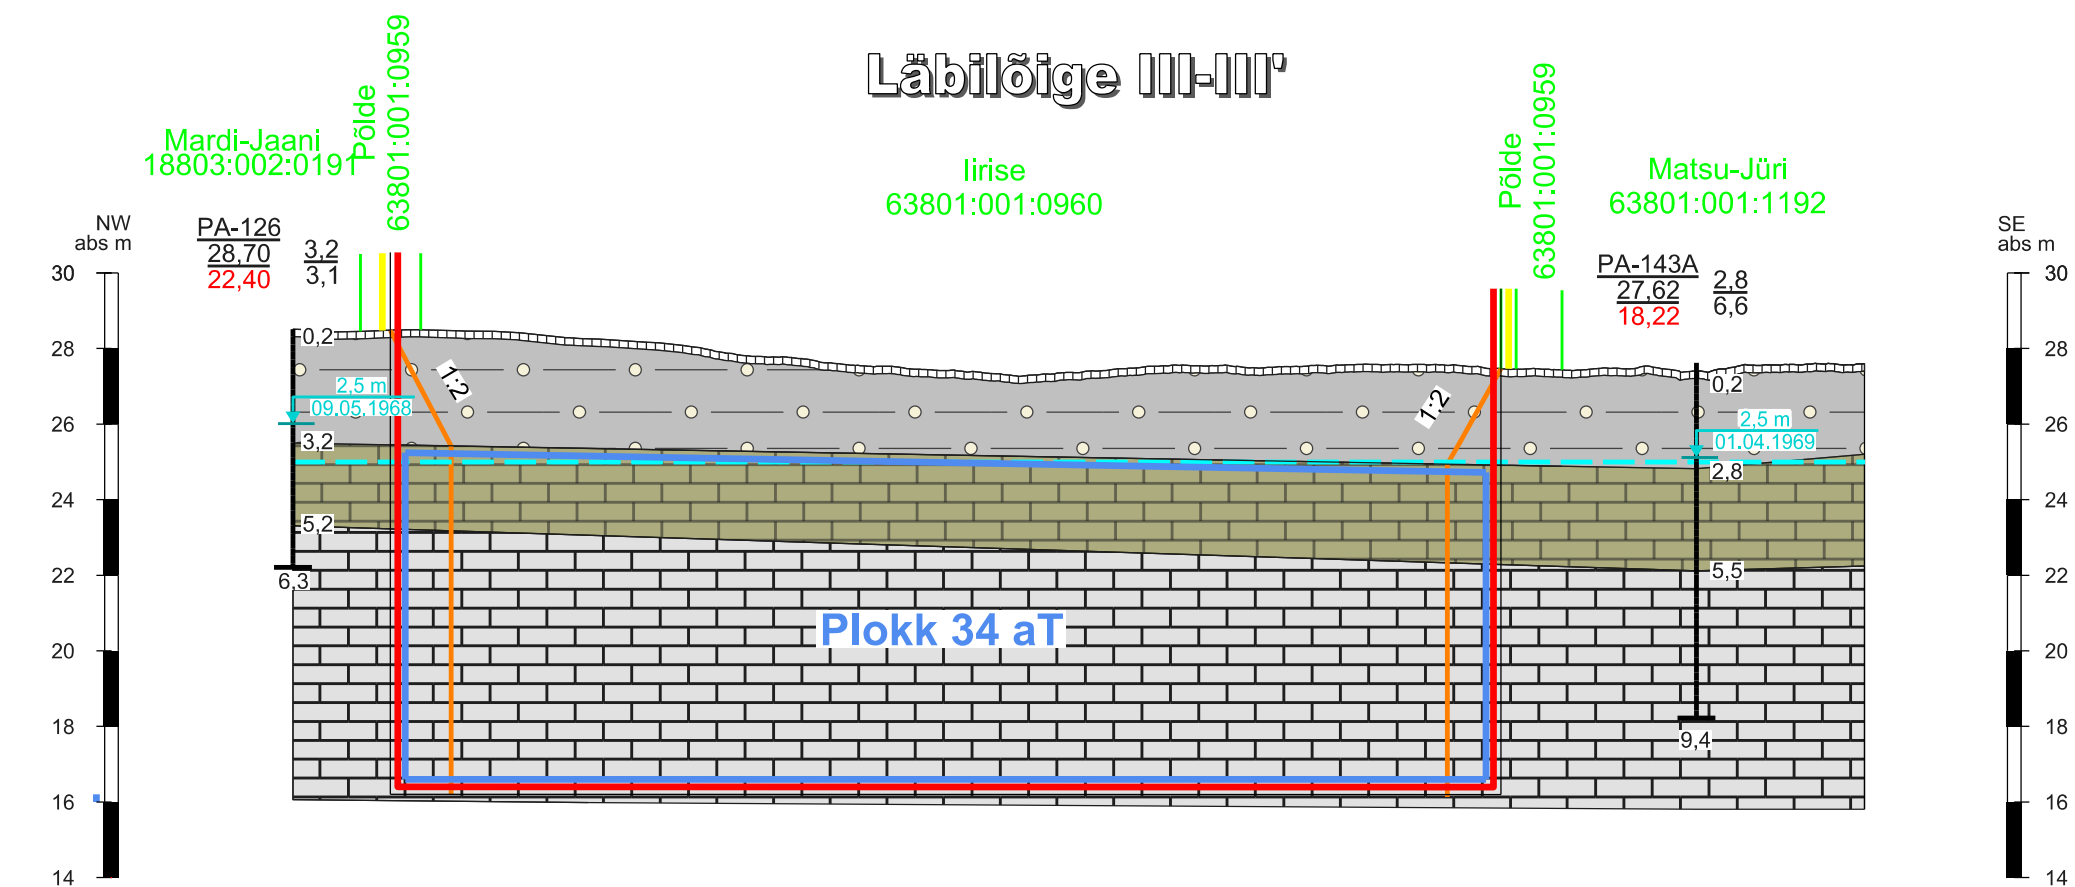 Läbilõige III-III'
Mardi-Jaani
18803:002:0191
Põlde
63801:001:0959
Iirise
63801:001:0960
Põlde
63801:001:0959
Matsu-Jüri
63801:001:1192
NW
abs m
PA-126
28,70
22,40
3,2
3,1
PA-143A
27,62
18,22
2,8
6,6
SE
abs m
30
28
26
24
22
20
18
16
14
0,2
2,5 m
09.05.1968
3,2
5,2
6,3
1:2
1:2
Plokk 34 aT
0,2
2,5 m
01.04.1969
2,8
5,5
9,4
30
28
26
24
22
20
18
16
14